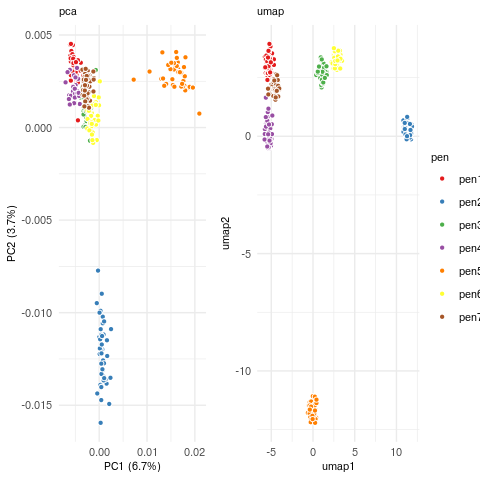 pca
umap
0.005
0.000
-0.005
-0.010
-0.015
PC2 (3.7%)
0.00
0.01
0.02
PC1 (6.7%)
0
-5
-10
umap2
-5
0
5
10
umap1
pen
pen1
pen2
pen3
pen4
pen5
pen6
pen7